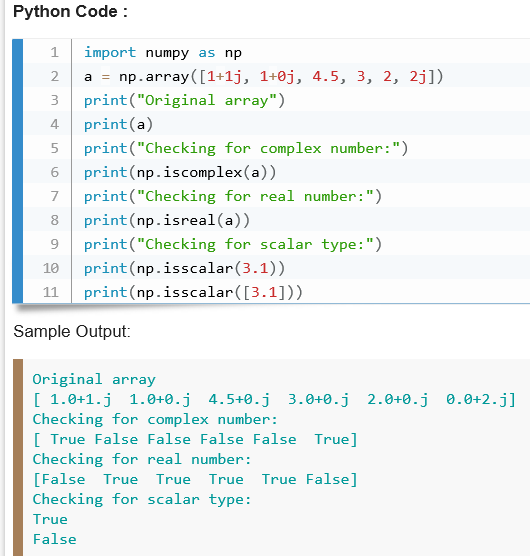 Python Code :
1 import numpy as np
2 a = np.array([1+1j, 1+0j, 4.5, 3, 2, 2j])
3 print("Original array")
4 print(a)
5 print("Checking for complex number:")
6 print(np.iscomplex(a))
7 print("Checking for real number:")
8 print(np.isreal(a))
9 print("Checking for scalar type:")
10 print(np.isscalar(3.1))
11 print(np.isscalar([3.1]))
Sample Output:
Original array
[ 1.0+1.j  1.0+0.j  4.5+0.j  3.0+0.j  2.0+0.j  0.0+2.j]
Checking for complex number:
[ True False False False False  True]
Checking for real number:
[False  True  True  True  True False]
Checking for scalar type:
True
False